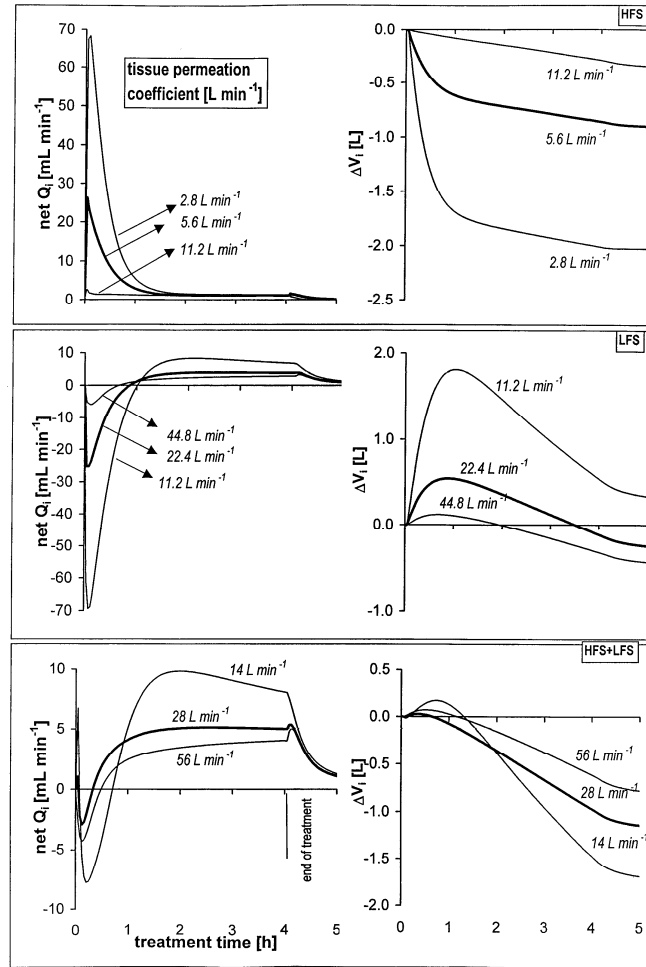 HFS
70
60
50
40
30
20
10
0
net Qi [mL min-1]
tissue permeation
coefficient [L min-1]
2.8 L min-1
5.6 L min-1
11.2 L min-1
0.0
-0.5
-1.0
-1.5
-2.0
-2.5
ΔVi [L]
11.2 L min-1
5.6 L min-1
2.8 L min-1
LFS
10
0
-10
-20
-30
-40
-50
-60
-70
net Qi [mL min-1]
44.8 L min-1
22.4 L min-1
11.2 L min-1
2.0
1.0
0.0
-1.0
ΔVi [L]
11.2 L min-1
22.4 L min-1
44.8 L min-1
HFS+LFS
10
5
0
-5
-10
net Qi [mL min-1]
14 L min-1
28 L min-1
56 L min-1
end of treatment
0 1 2 3 4 5
treatment time [h]
0.5
0.0
-0.5
-1.0
-1.5
-2.0
ΔVi [L]
56 L min-1
28 L min-1
14 L min-1
0 1 2 3 4 5